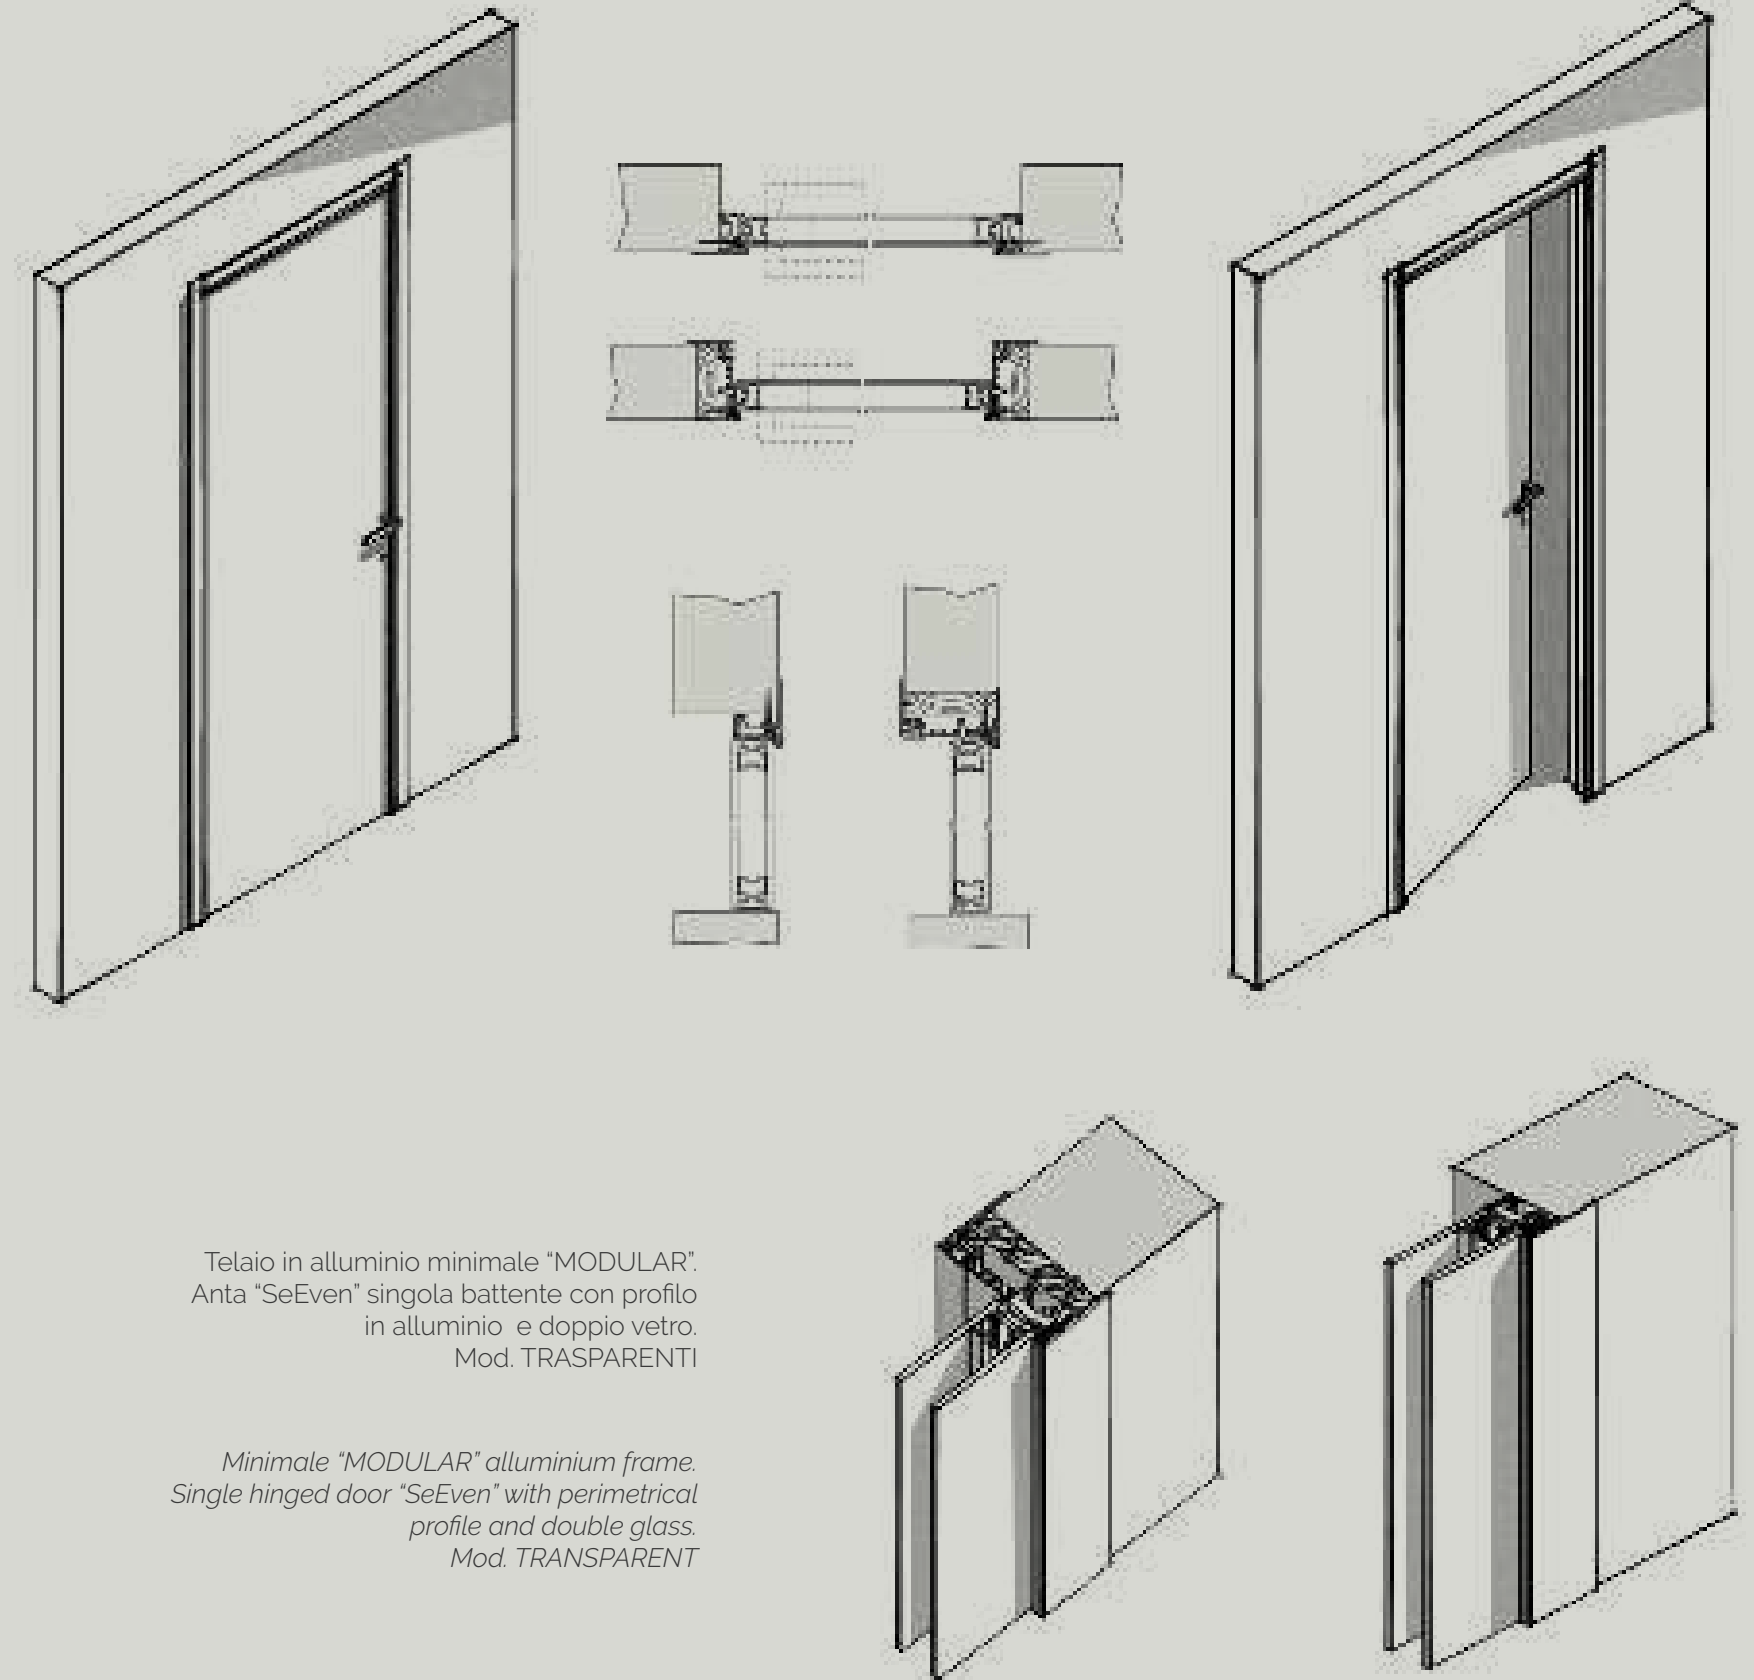 Telaio in alluminio minimale “MODULAR”.
Anta “SeEven” singola battente con profilo
in alluminio  e doppio vetro.
Mod. TRASPARENTI
Minimale “MODULAR” alluminium frame.
Single hinged door “SeEven” with perimetrical
profile and double glass.
Mod. TRANSPARENT